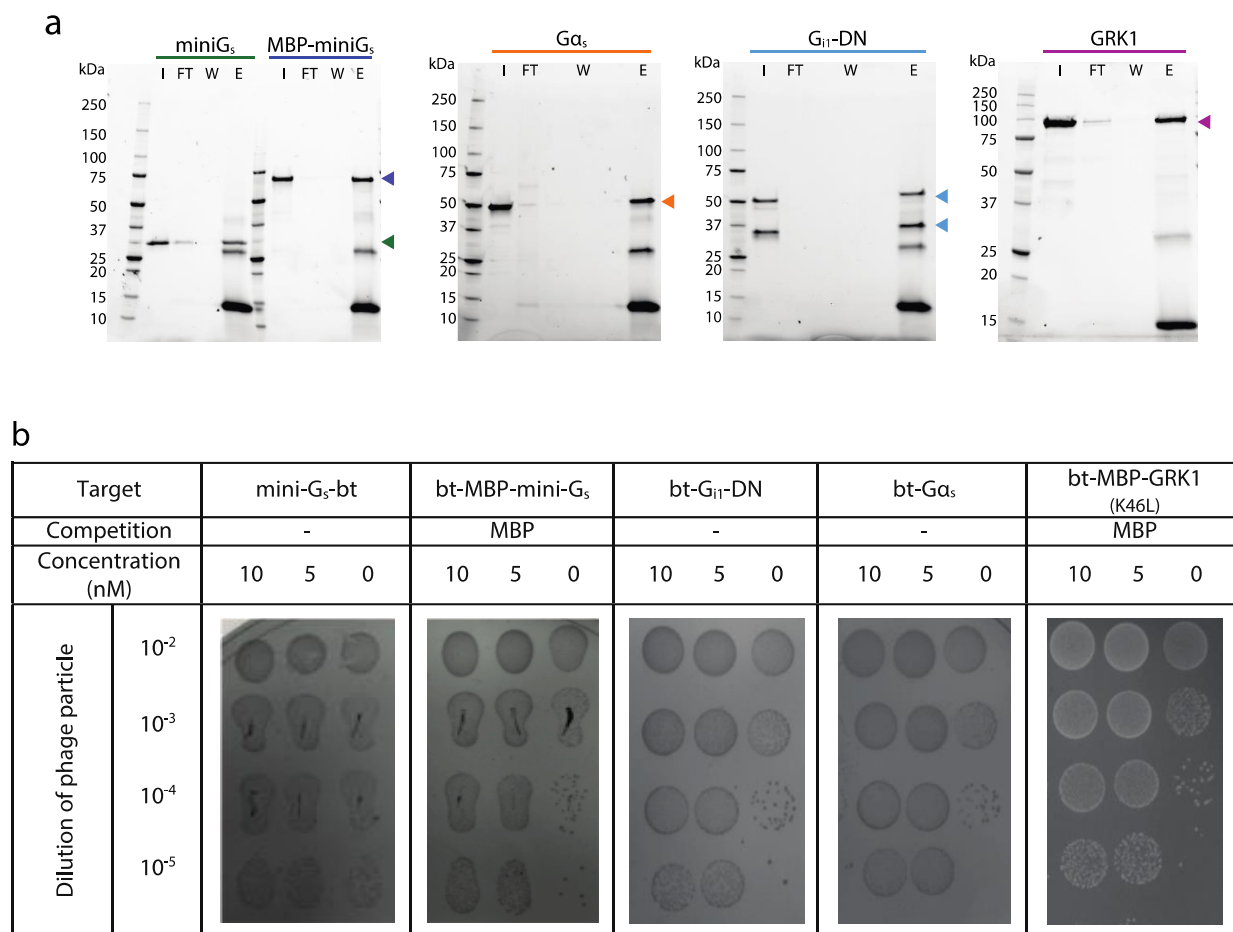 a
miniGs MBP-miniGs
kDa I FT W E I FT W E
250
150
100
75
50
37
25
20
15
10
Gαs
kDa I FT W E
250
150
100
75
50
37
25
20
15
10
Gi1-DN
kDa I FT W E
250
150
100
75
50
37
25
20
15
10
GRK1
kDa I FT W E
250
150
100
75
50
37
25
20
15
b
Target mini-Gs-bt bt-MBP-mini-Gs bt-Gi1-DN bt-Gαs bt-MBP-GRK1
(K46L)
Competition - MBP - - MBP
Concentration
(nM) 10 5 0 10 5 0 10 5 0 10 5 0 10 5 0
Dilution of phage particle
10-2
10-3
10-4
10-5